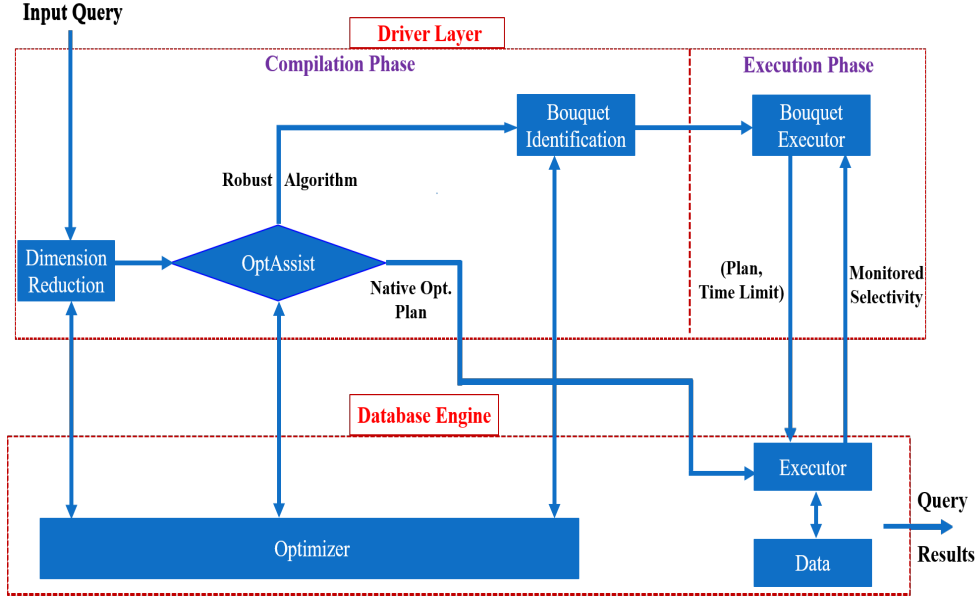 Input Query
Driver Layer
Compilation Phase
Execution Phase
Bouquet
Identification
Bouquet
Executor
Robust Algorithm
Dimension
Reduction
OptAssist
Native Opt.
Plan
(Plan,
Time Limit)
Monitored
Selectivity
Database Engine
Executor
Optimizer
Data
Query
Results